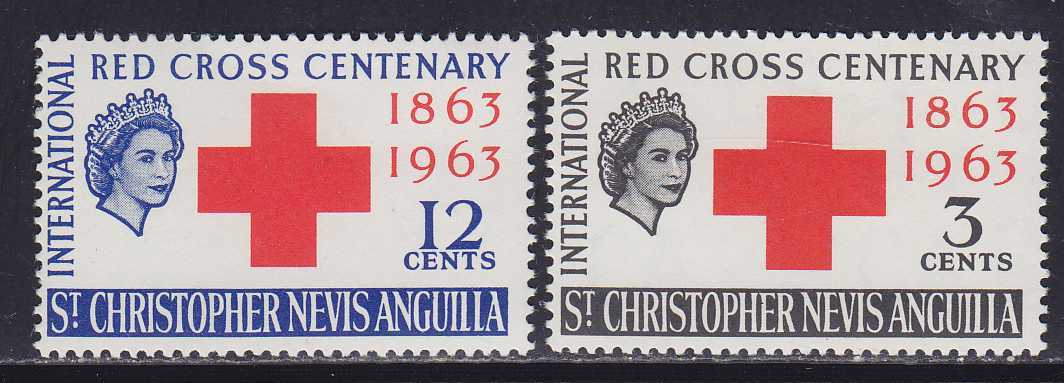 INTERNATIONAL
RED CROSS CENTENARY
1863
1963
12
CENTS
ST. CHRISTOPHER NEVIS ANGUILLA
INTERNATIONAL
RED CROSS CENTENARY
1863
1963
3
CENTS
ST. CHRISTOPHER NEVIS ANGUILLA